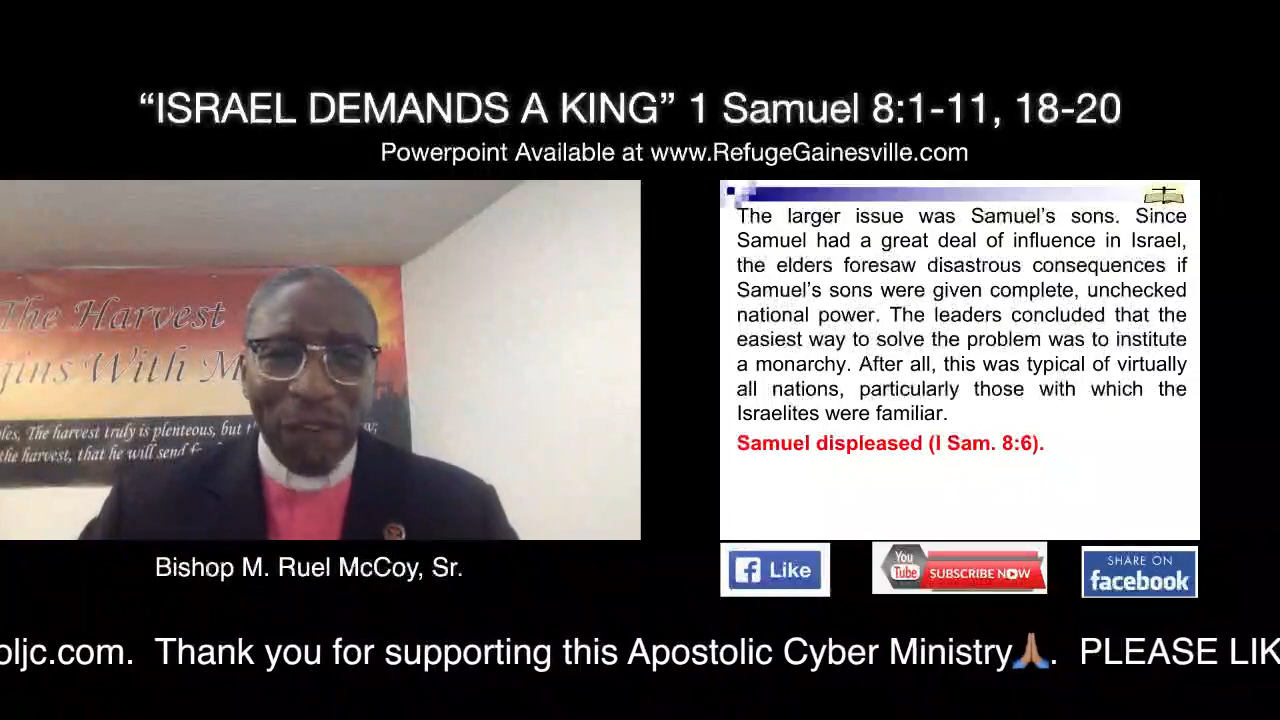 “ISRAEL DEMANDS A KING” 1 Samuel 8:1-11, 18-20
Powerpoint Available at www.RefugeGainesville.com
The Harvest
gins With M
les, The harvest truly is plenteous, but
the harvest, that he will send
The larger issue was Samuel’s sons. Since
Samuel had a great deal of influence in Israel,
the elders foresaw disastrous consequences if
Samuel’s sons were given complete, unchecked
national power. The leaders concluded that the
easiest way to solve the problem was to institute
a monarchy. After all, this was typical of virtually
all nations, particularly those with which the
Israelites were familiar.
Samuel displeased (I Sam. 8:6).
Bishop M. Ruel McCoy, Sr.
Like
You
Tube
SUBSCRIBE NOW
SHARE ON
facebook
oljc.com. Thank you for supporting this Apostolic Cyber Ministry🙏🏽. PLEASE LIK